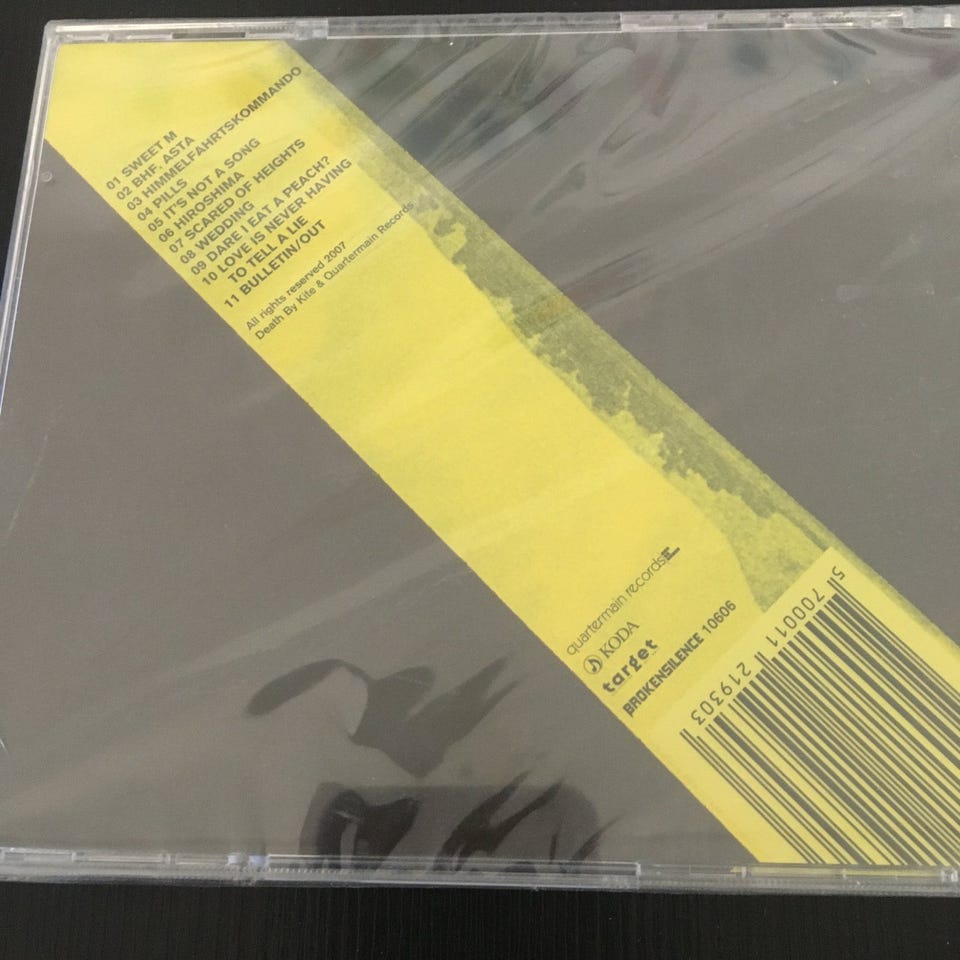 01 SWEET M
02 BHF. ASTA
03 HIMMELFAHRTSKOMMANDO
04 PILLS
05 IT'S NOT A SONG
06 HIROSHIMA
07 SCARED OF HEIGHTS
08 WEDDING
09 DARE I EAT A PEACH?
10 LOVE IS NEVER HAVING
TO TELL A LIE
11 BULLETIN/OUT
All rights reserved 2007
Death By Kite & Quartermain Records
quartermain records
KODA
target
BROKENSILENCE 10606
5 700011 219303